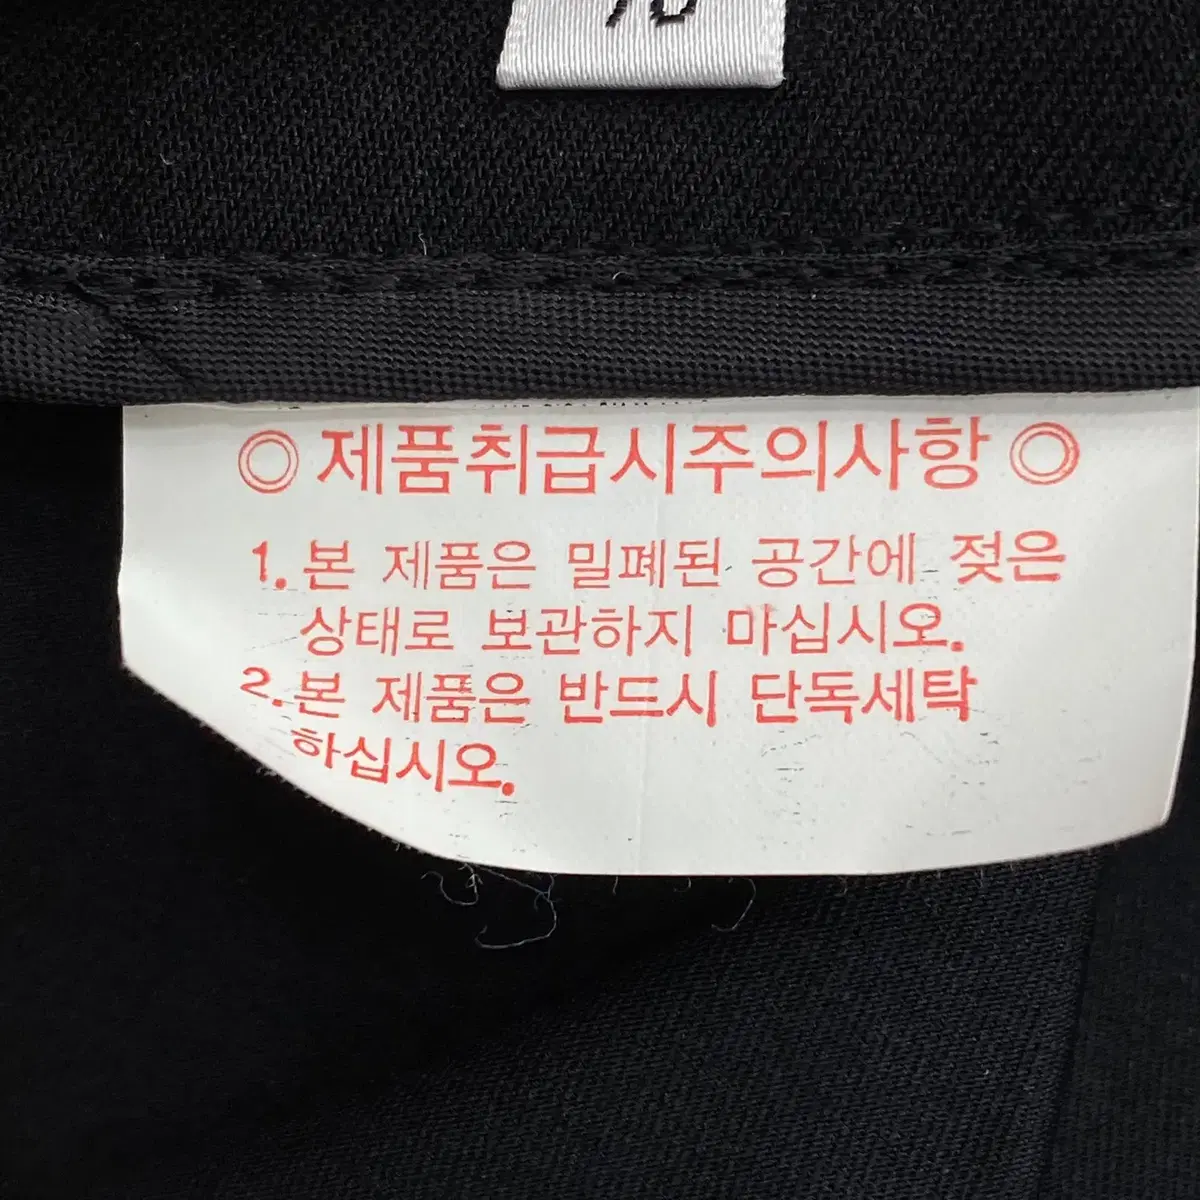 ◎ 제품취급시주의사항 ◎
1. 본 제품은 밀폐된 공간에 젖은
상태로 보관하지 마십시오.
2. 본 제품은 반드시 단독세탁
하십시오.